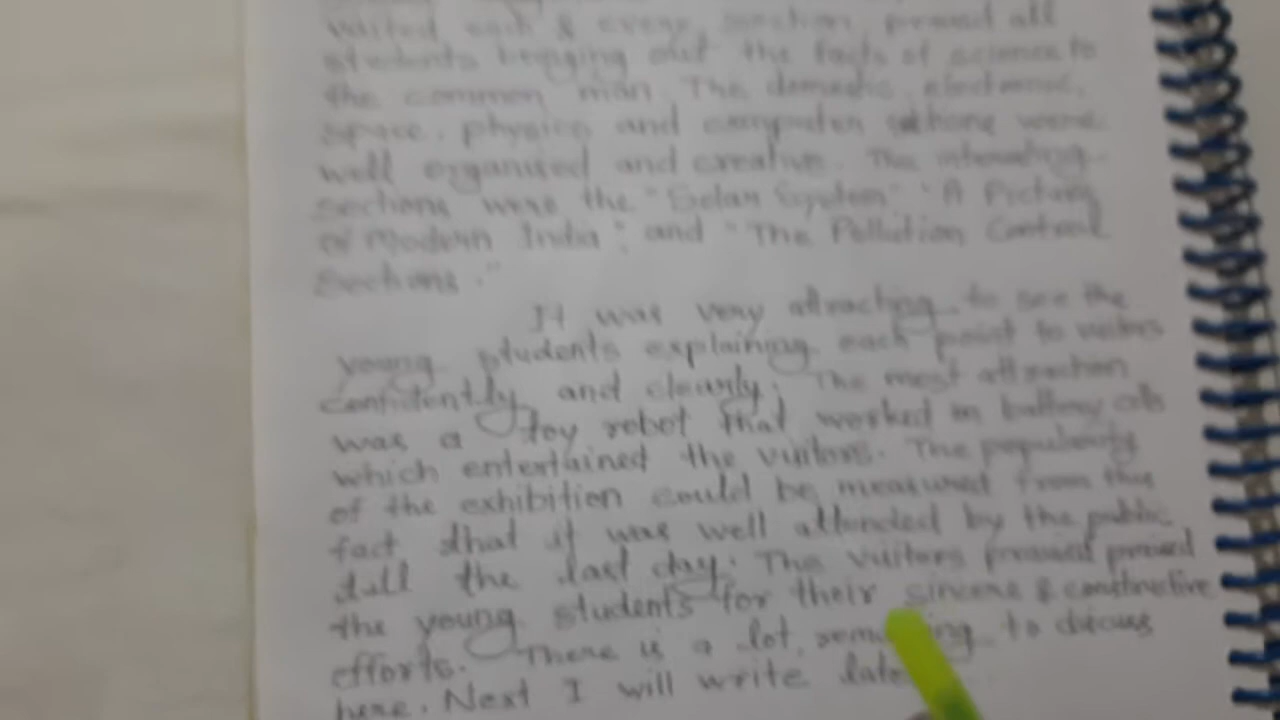 visited each & every section, praised all
students bringing out the facts of science to
the common man. The domestic, electronic,
space, physics and computer were
well organised and creative. The interesting
sections were the "Solar System" "A Picture
of Modern India", and "The Pollution Control
Sections."
It was very attracting to see the
young students explaining each point to visitors
confidently and clearly. The most attraction
was a toy robot that worked in battery cells
which entertained the visitors. The popularity
of the exhibition could be measured from the
fact that it was well attended by the public
till the last day. The visitors praised
the young students for their sincere & constructive
efforts. There is a lot to discuss
here. Next I will write